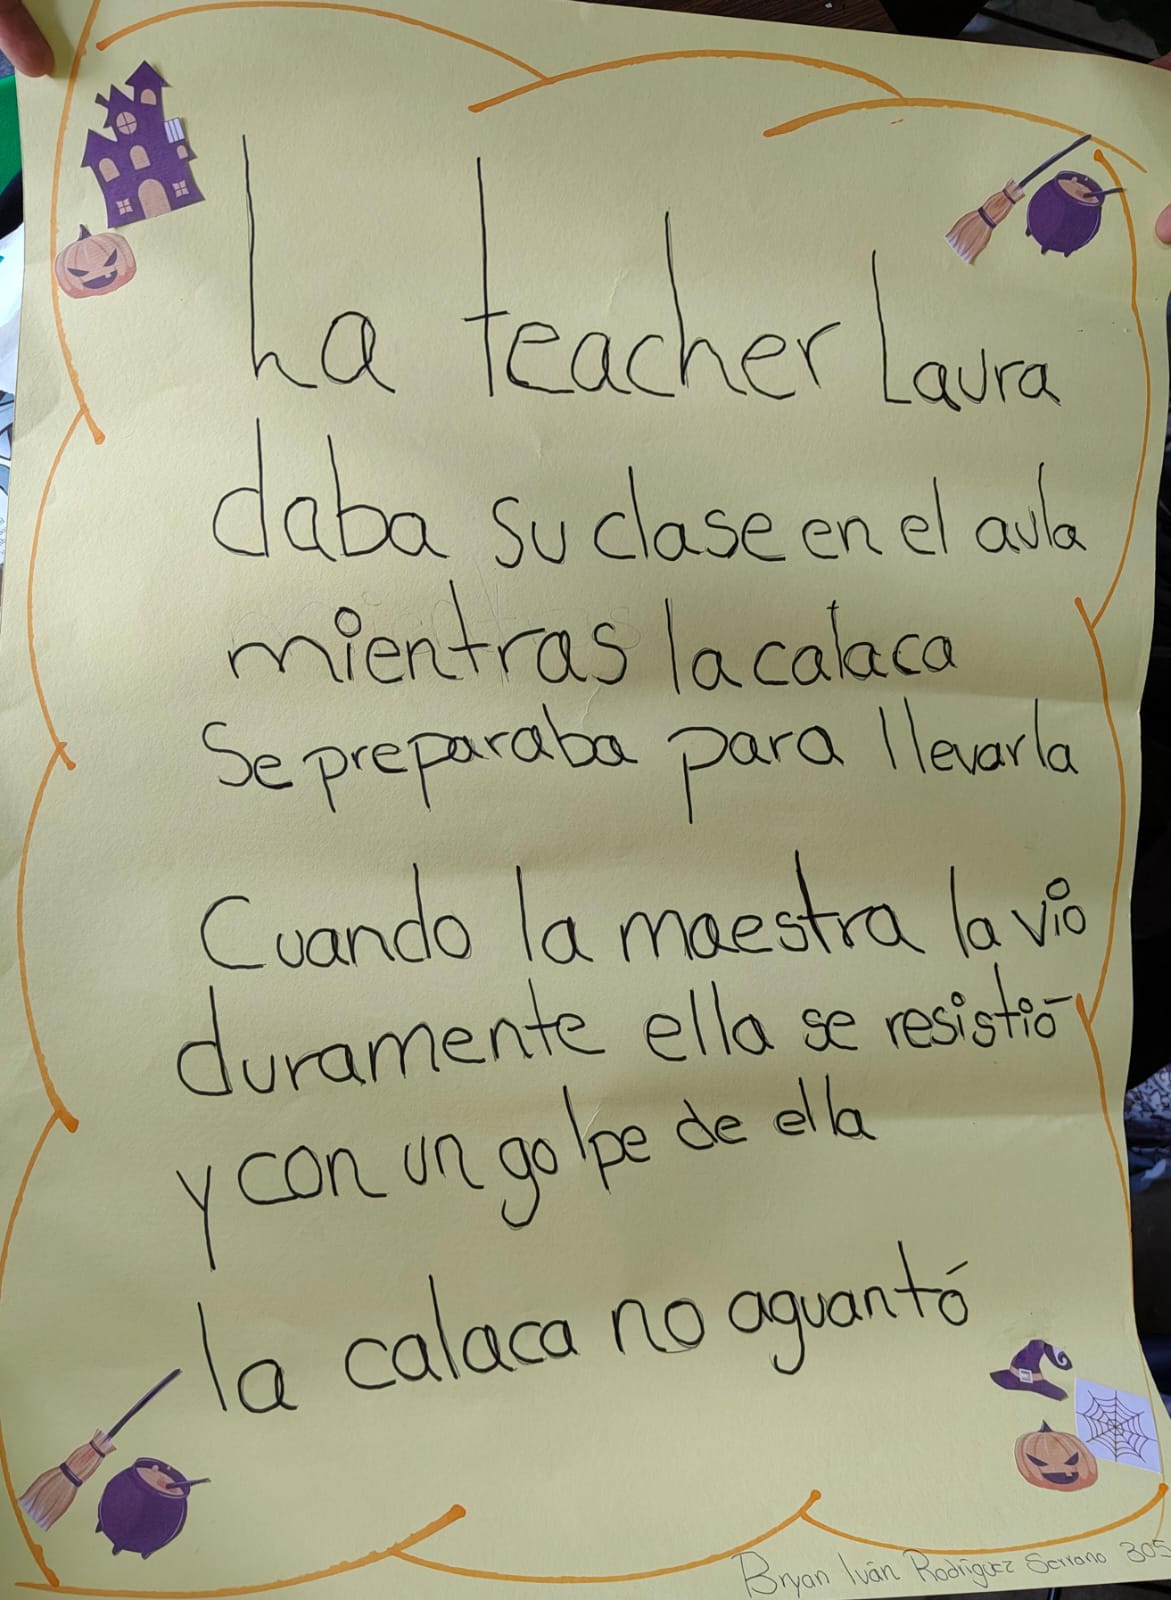 La teacher Laura
daba su clase en el aula
mientras la calaca
Se preparaba para llevarla
Cuando la maestra la vio
duramente ella se resistió
y con un golpe de ella
la calaca no aguantó
Bryan Iván Rodríguez Serrano 305